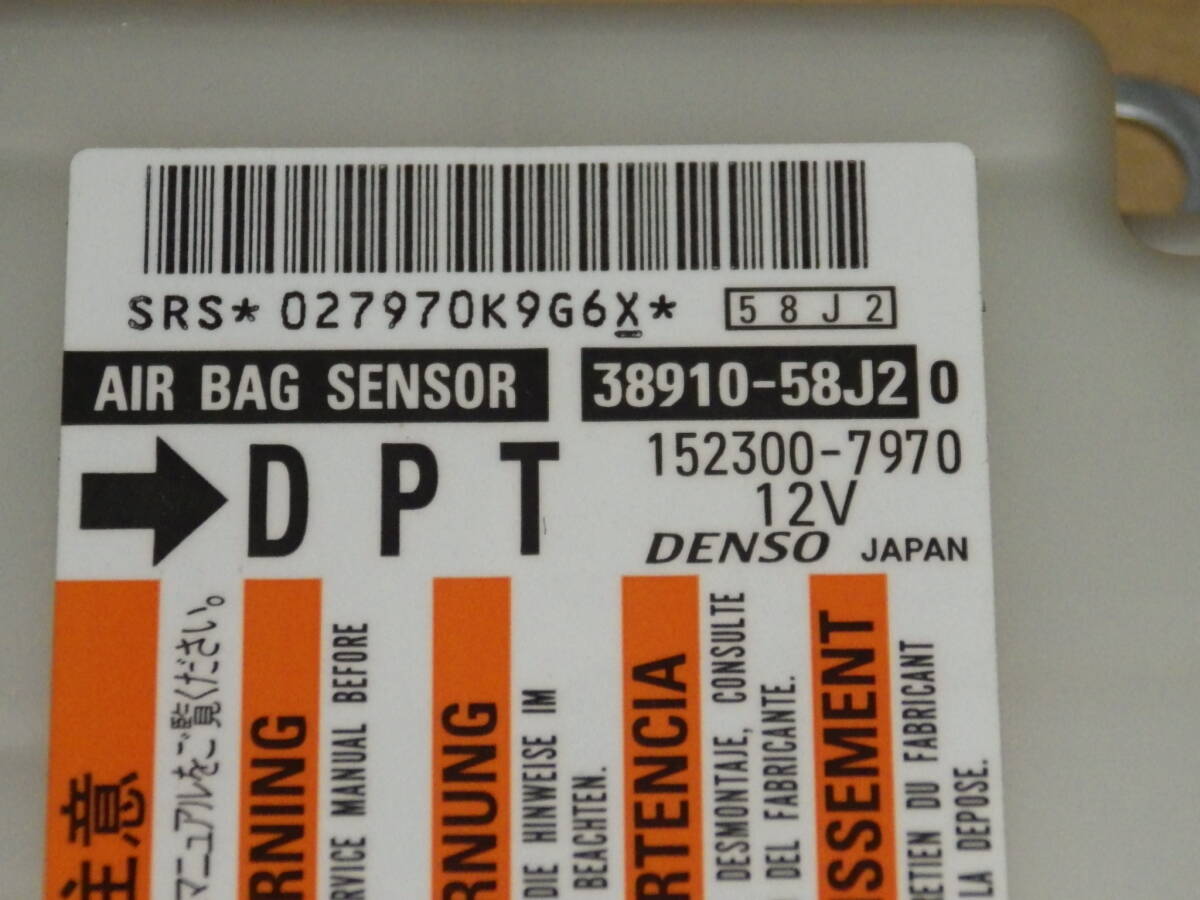 SRS*027970K9G6X* 58J2
AIR BAG SENSOR 38910-58J2 0
DPT 152300-7970
12V
DENSO JAPAN
注意
マニュアルをご覧ください。
RNING
RVICE MANUAL BEFORE
RNUNG
DIE HINWEISE IM
BEACHTEN.
RTENCIA
DESMONTAJE, CONSULTE
DEL FABRICANTE.
ISSEMENT
RETIEN DU FABRICANT
LA DEPOSE.